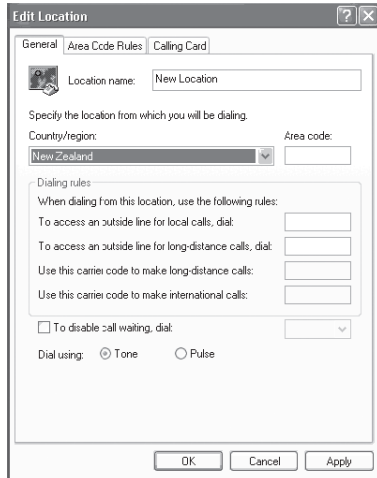 Edit Location
General Area Code Rules Calling Card
Location name: New Location
Specify the location from which you will be dialing.
Country/region: Area code:
New Zealand
Dialing rules
When dialing from this location, use the following rules:
To access an outside line for local calls, dial:
To access an outside line for long-distance calls, dial:
Use this carrier code to make long-distance calls:
Use this carrier code to make international calls:
To disable call waiting, dial:
Dial using: Tone Pulse
OK Cancel Apply